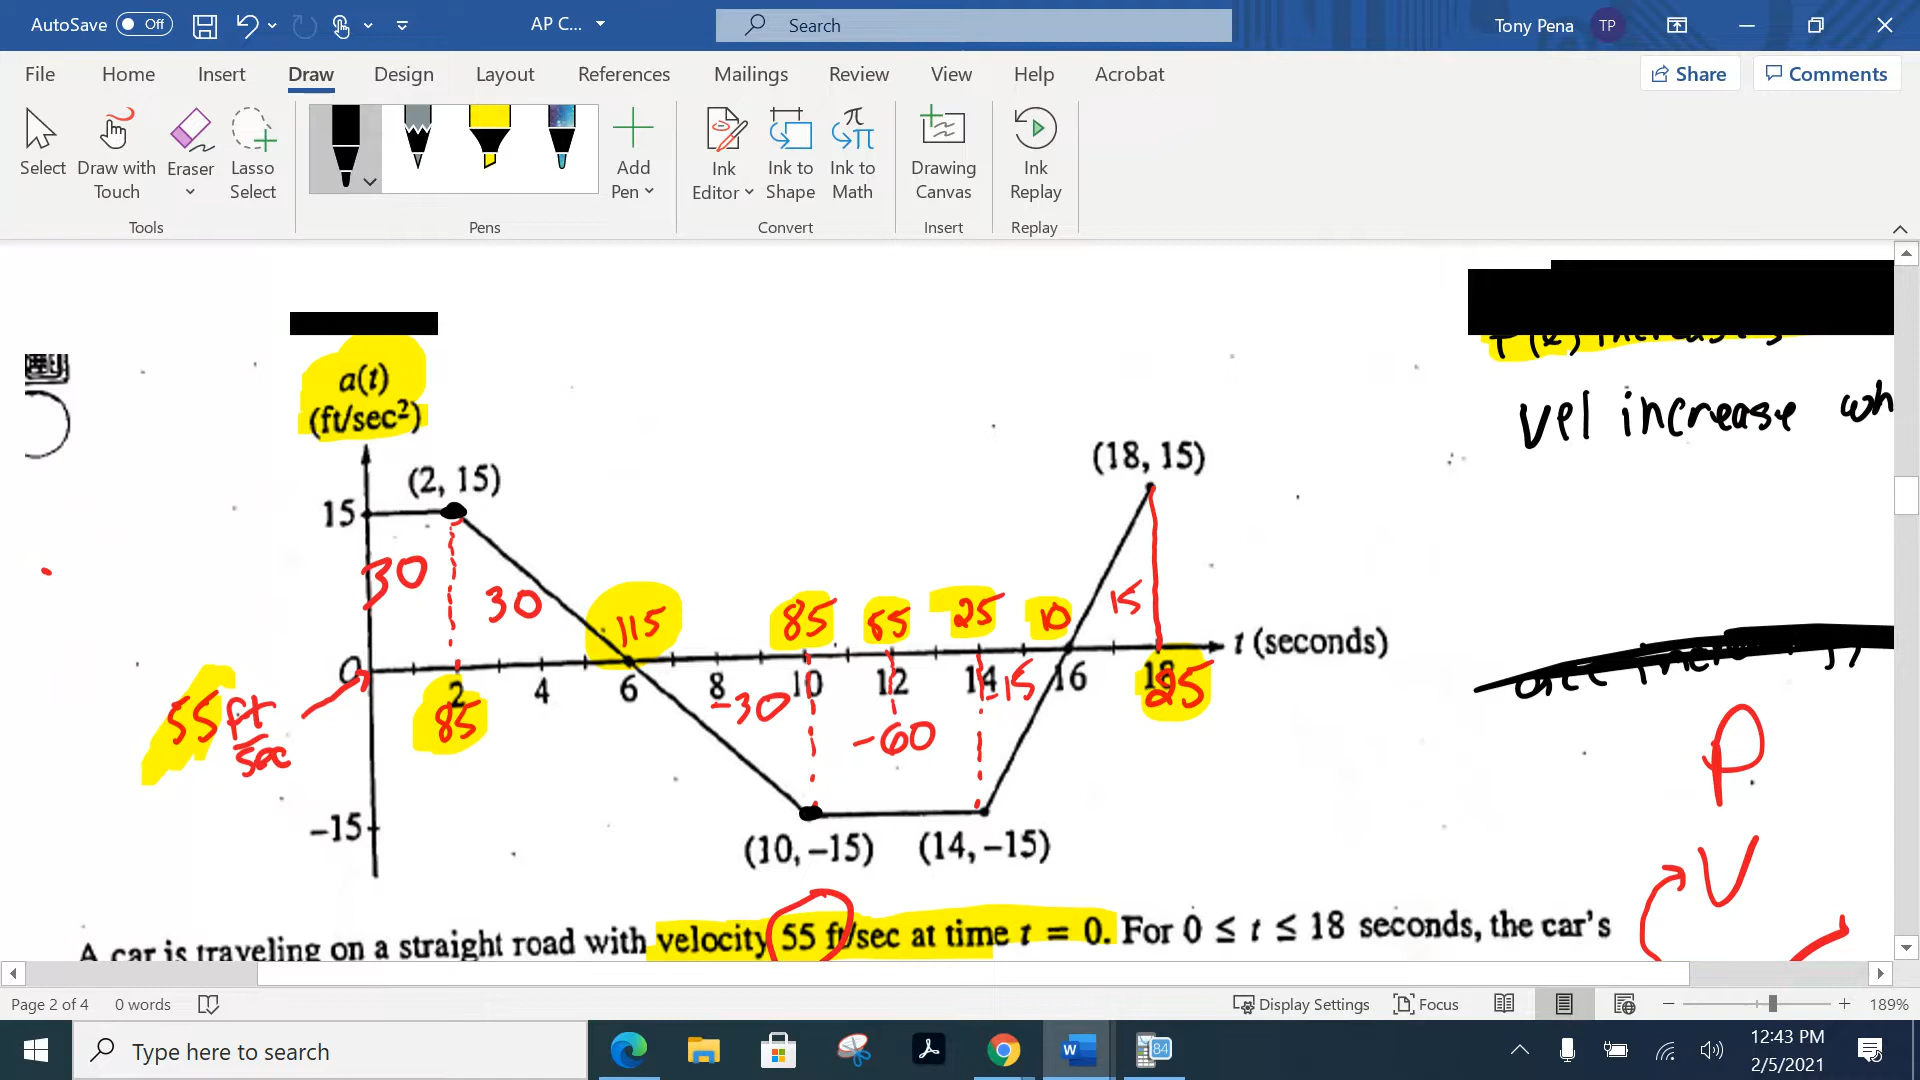 AutoSave Off AP C... Search Tony Pena TP
File Home Insert Draw Design Layout References Mailings Review View Help Acrobat Share Comments
Select Draw with Touch Eraser Lasso Select Add Pen Ink Editor Ink to Shape Ink to Math Drawing Canvas Ink Replay
Tools Pens Convert Insert Replay
a(t)
(ft/sec²)
vel increase wh
(2, 15)
(18, 15)
15
30
30
115
85
55
25
10
15
t (seconds)
O
2
4
6
8
10
12
14
16
18
55 ft/sec
85
-30
-60
-15
25
-15
(10, –15)
(14, –15)
P
V
A car is traveling on a straight road with velocity 55 ft/sec at time t = 0. For 0 ≤ t ≤ 18 seconds, the car's
Page 2 of 4 0 words Display Settings Focus 189%
Type here to search
84
12:43 PM
2/5/2021